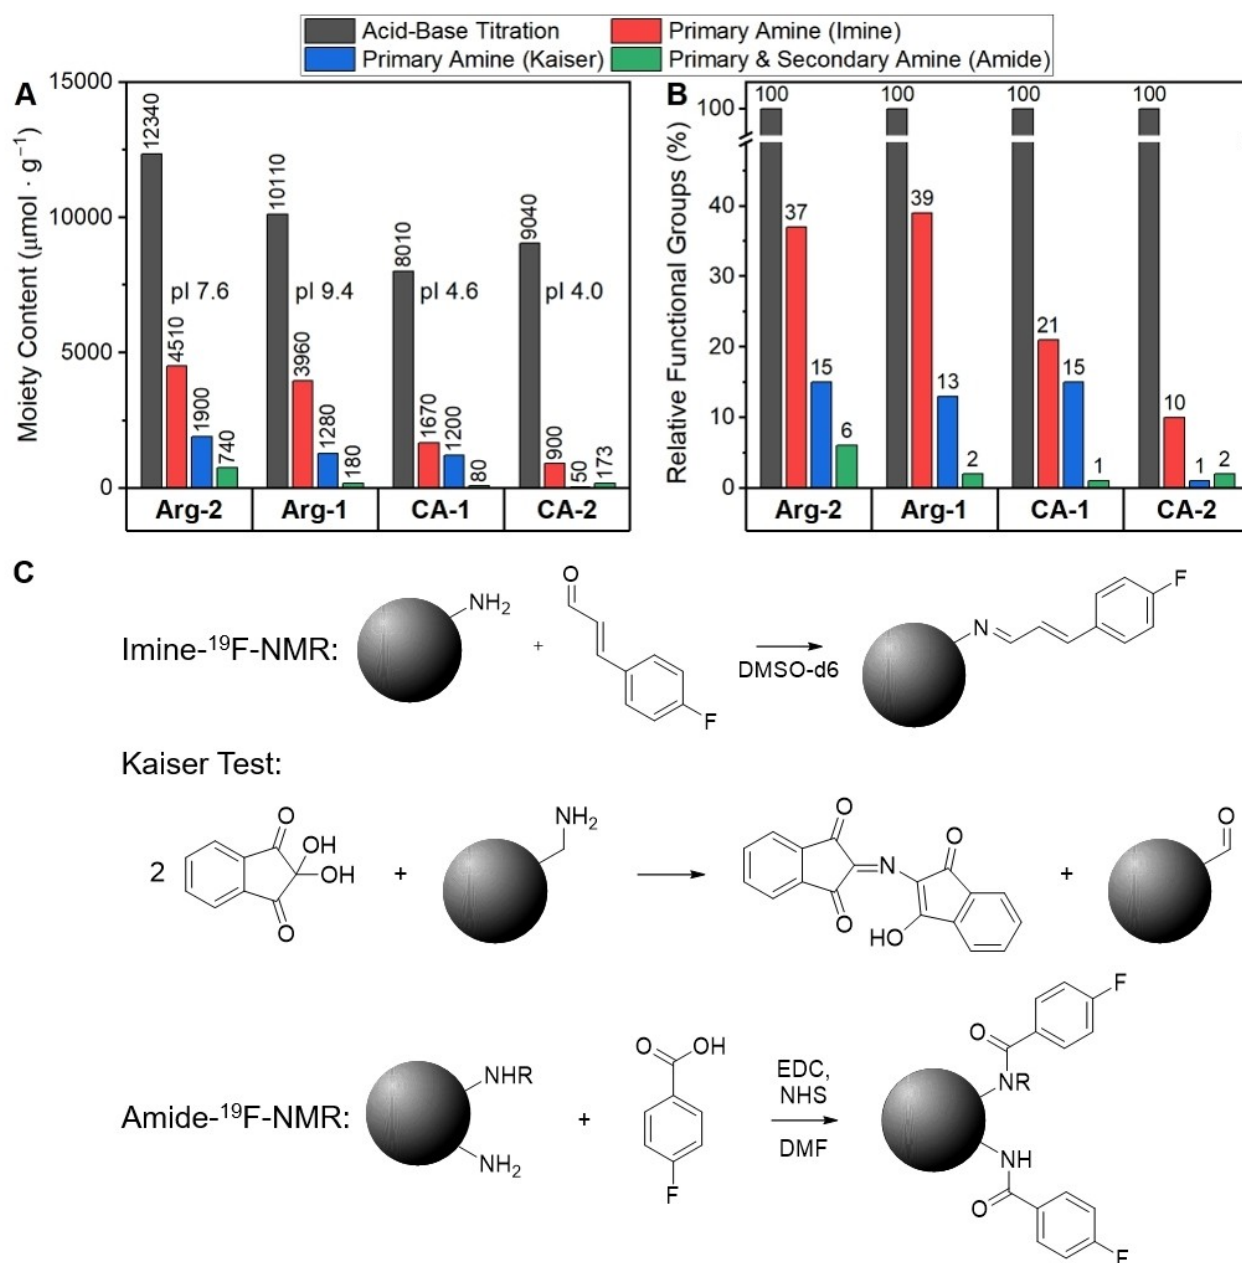 Acid-Base Titration
Primary Amine (Imine)
Primary Amine (Kaiser)
Primary & Secondary Amine (Amide)
A
Moiety Content (μmol · g⁻¹)
15000
10000
5000
0
12340
4510
1900
740
pI 7.6
10110
3960
1280
180
pI 9.4
8010
1670
1200
80
pI 4.6
9040
900
50
173
pI 4.0
Arg-2
Arg-1
CA-1
CA-2
B
Relative Functional Groups (%)
100
40
30
20
10
0
100
37
15
6
100
39
13
2
100
21
15
1
100
10
1
2
Arg-2
Arg-1
CA-1
CA-2
C
Imine-¹⁹F-NMR:
NH₂
+
O
F
DMSO-d6
N
F
Kaiser Test:
2
O
OH
OH
O
+
NH₂
O
O
N
O
HO
+
O
Amide-¹⁹F-NMR:
NHR
NH₂
+
O
OH
F
EDC,
NHS
DMF
F
O
NR
NH
O
F